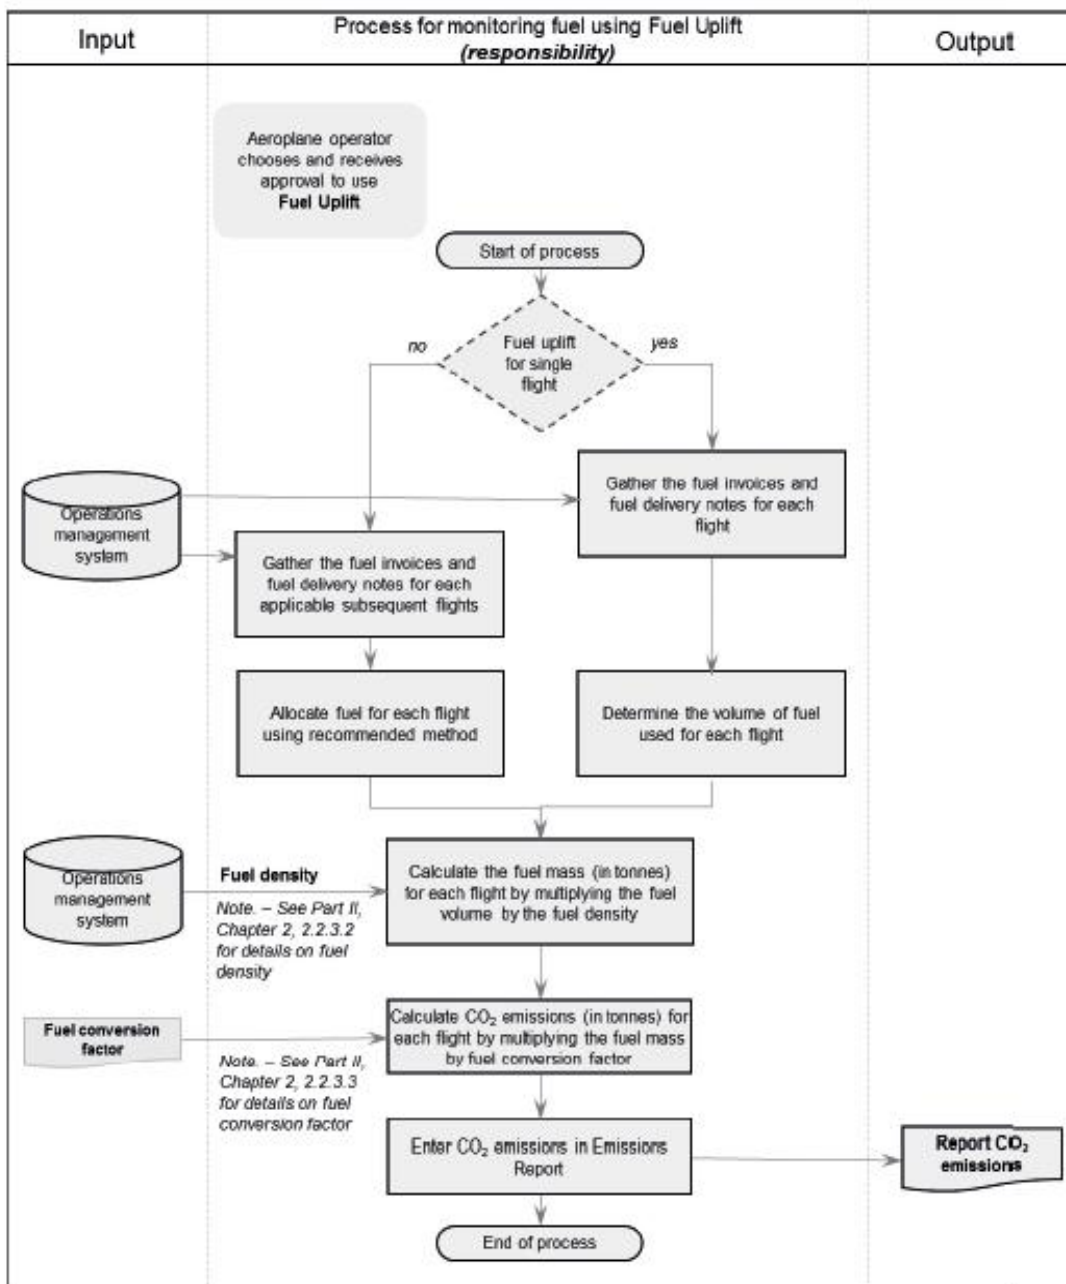 Input
Process for monitoring fuel using Fuel Uplift
(responsibility)
Output
Aeroplane operator
chooses and receives
approval to use
Fuel Uplift
Start of process
Fuel uplift
for single
flight
no
yes
Operations
management
system
Gather the fuel invoices and
fuel delivery notes for each
flight
Gather the fuel invoices and
fuel delivery notes for each
applicable subsequent flights
Allocate fuel for each flight
using recommended method
Determine the volume of fuel
used for each flight
Operations
management
system
Fuel density
Note. – See Part II,
Chapter 2, 2.2.3.2
for details on fuel
density
Calculate the fuel mass (in tonnes)
for each flight by multiplying the fuel
volume by the fuel density
Fuel conversion
factor
Note. – See Part II,
Chapter 2, 2.2.3.3
for details on fuel
conversion factor
Calculate CO₂ emissions (in tonnes) for
each flight by multiplying the fuel mass
by fuel conversion factor
Enter CO₂ emissions in Emissions
Report
Report CO₂
emissions
End of process